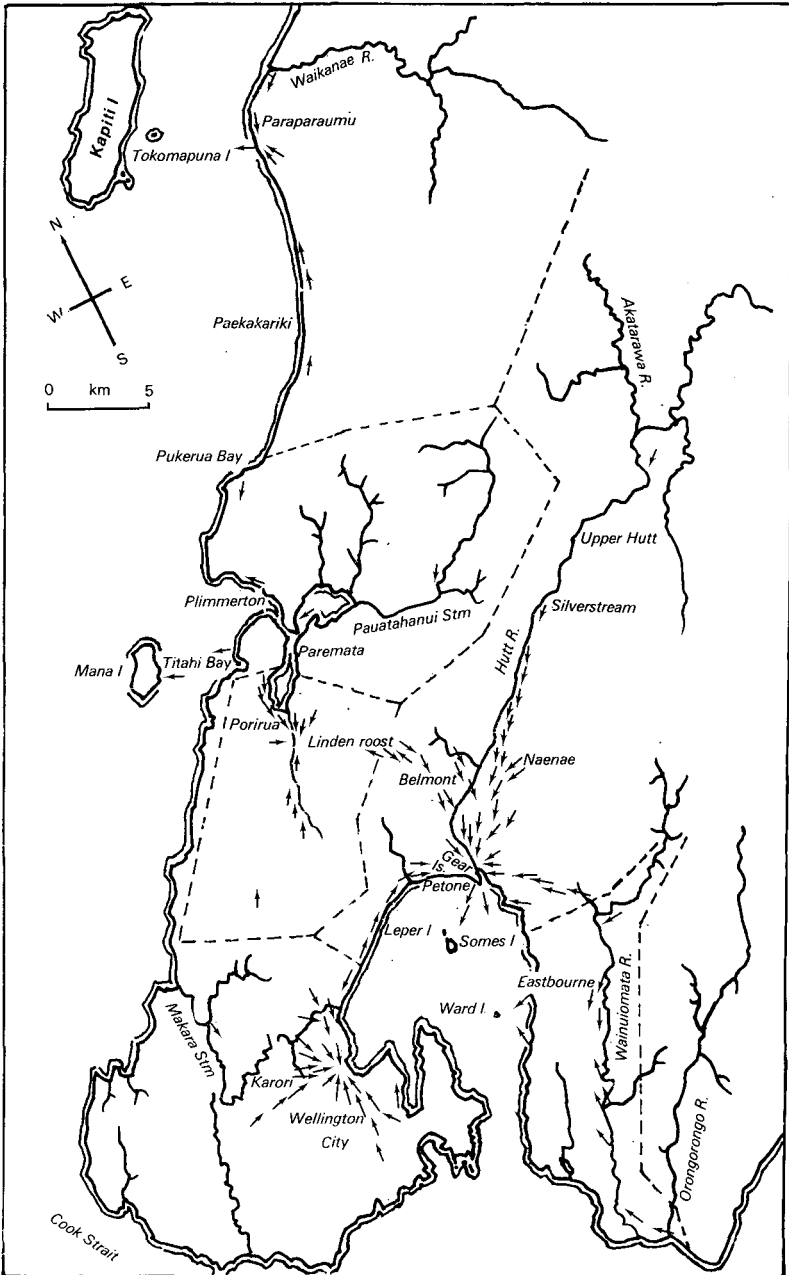 Waikanae R.
Kapiti I
Paraparaumu
Tokomapuna I
N
E
W
S
Akatarawa R.
Paekakariki
0 km 5
Pukerua Bay
Upper Hutt
Plimmerton
Silverstream
Pauatahanui Stm
Hutt R.
Paremata
Titahi Bay
Mana I
Porirua
Linden roost
Naenae
Belmont
Gear
Is.
Petone
Leper I
Somes I
Eastbourne
Wainuiomata R.
Ward I
Makara Stm
Karori
Wellington
City
Orongorongo R.
Cook Strait